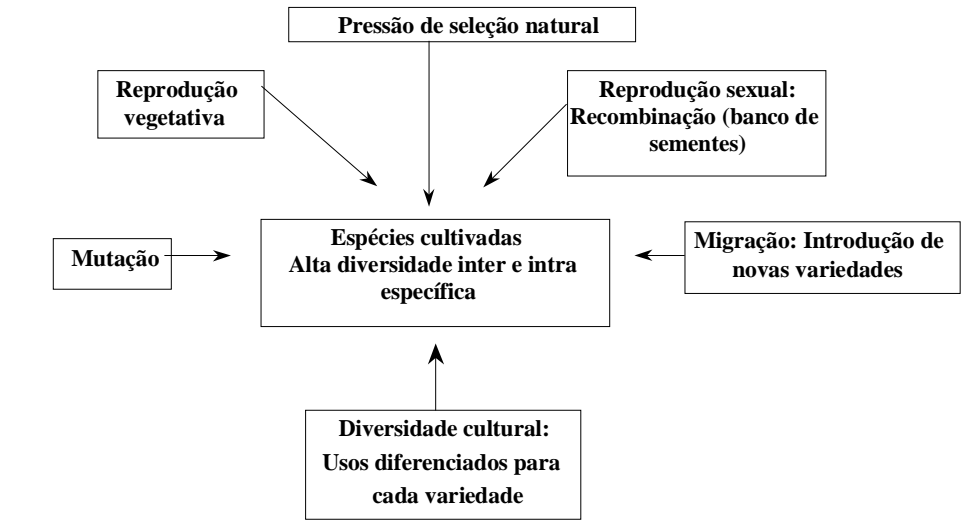 Pressão de seleção natural
Reprodução
vegetativa
Reprodução sexual:
Recombinação (banco de
sementes)
Mutação
Espécies cultivadas
Alta diversidade inter e intra
específica
Migração: Introdução de
novas variedades
Diversidade cultural:
Usos diferenciados para
cada variedade